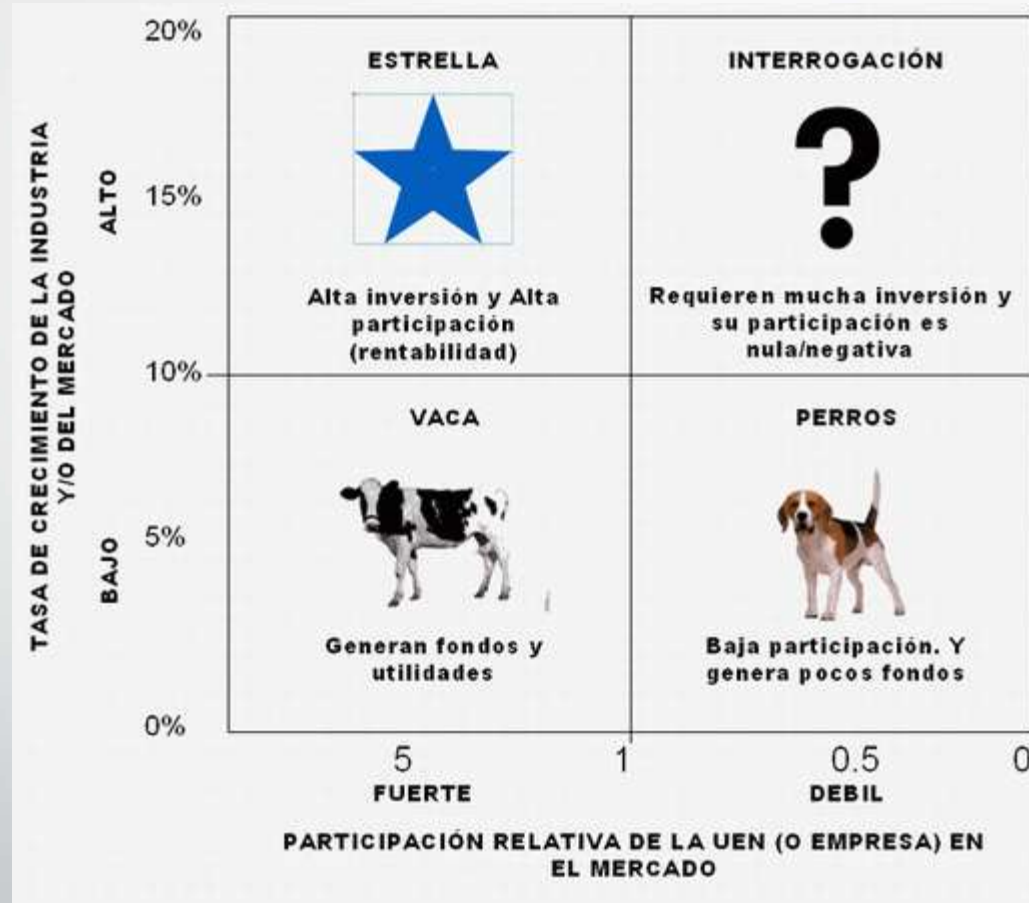 20%
ESTRELLA
INTERROGACIÓN
TASA DE CRECIMIENTO DE LA INDUSTRIA
Y/O DEL MERCADO
ALTO
15%
Alta inversión y Alta
participación
(rentabilidad)
Requieren mucha inversión y
su participación es
nula/negativa
10%
VACA
PERROS
BAJO
5%
Generan fondos y
utilidades
Baja participación. Y
genera pocos fondos
0%
5
1
0.5
0
FUERTE
DEBIL
PARTICIPACIÓN RELATIVA DE LA UEN (O EMPRESA) EN
EL MERCADO